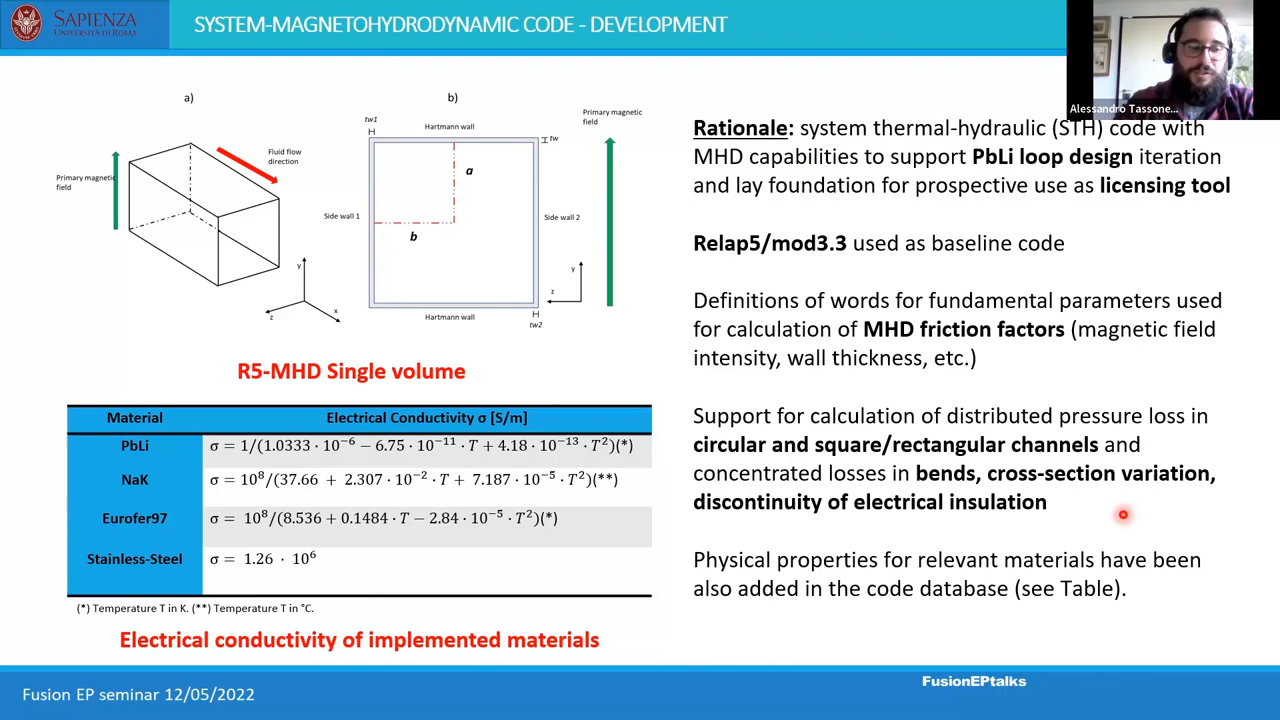 SAPIENZA
UNIVERSITÀ DI ROMA
SYSTEM-MAGNETOHYDRODYNAMIC CODE - DEVELOPMENT
Alessandro Tassone...
a)
Fluid flow
direction
Primary magnetic
field
y
z
x
b)
tw1
Hartmann wall
tw
Primary magnetic
field
a
Side wall 1
Side wall 2
b
y
z
Hartmann wall
tw2
R5-MHD Single volume
Material Electrical Conductivity σ [S/m]
PbLi σ = 1/(1.0333 · 10⁻⁶ − 6.75 · 10⁻¹¹ · T + 4.18 · 10⁻¹³ · T²)(*)
NaK σ = 10⁸/(37.66 + 2.307 · 10⁻² · T + 7.187 · 10⁻⁵ · T²)(**)
Eurofer97 σ = 10⁸/(8.536 + 0.1484 · T − 2.84 · 10⁻⁵ · T²)(*)
Stainless-Steel σ = 1.26 · 10⁶
(*) Temperature T in K. (**) Temperature T in °C.
Electrical conductivity of implemented materials
Rationale: system thermal-hydraulic (STH) code with
MHD capabilities to support PbLi loop design iteration
and lay foundation for prospective use as licensing tool
Relap5/mod3.3 used as baseline code
Definitions of words for fundamental parameters used
for calculation of MHD friction factors (magnetic field
intensity, wall thickness, etc.)
Support for calculation of distributed pressure loss in
circular and square/rectangular channels and
concentrated losses in bends, cross-section variation,
discontinuity of electrical insulation
Physical properties for relevant materials have been
also added in the code database (see Table).
Fusion EP seminar 12/05/2022
FusionEPtalks